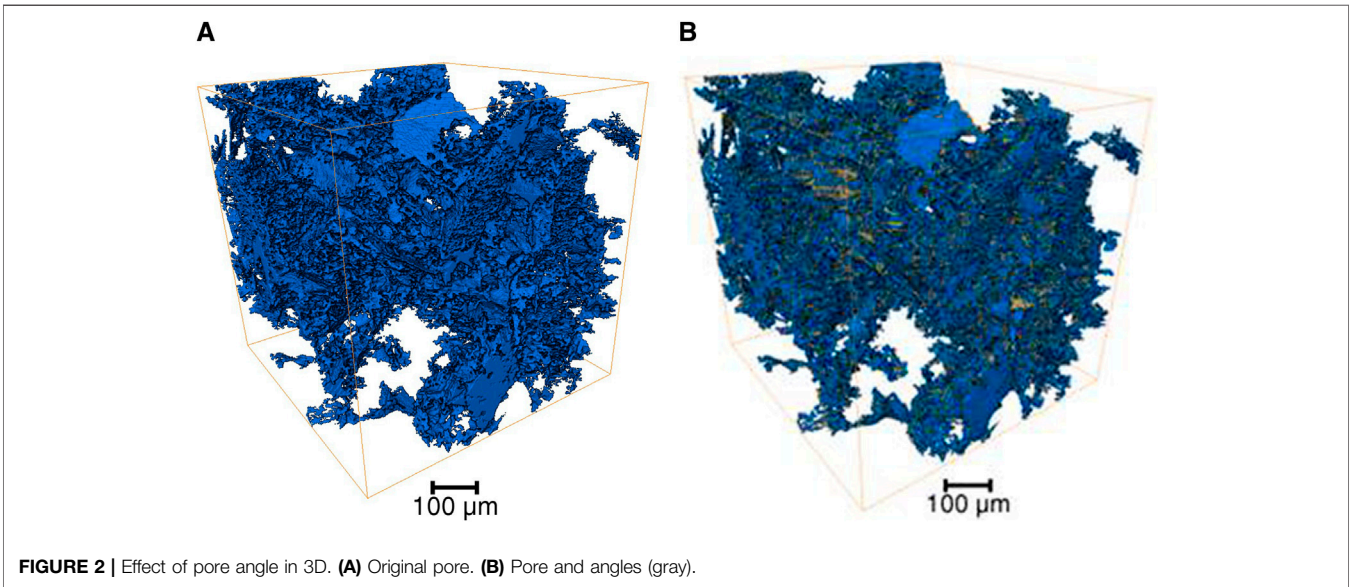 A
B
100 µm
100 µm
FIGURE 2 | Effect of pore angle in 3D. (A) Original pore. (B) Pore and angles (gray).